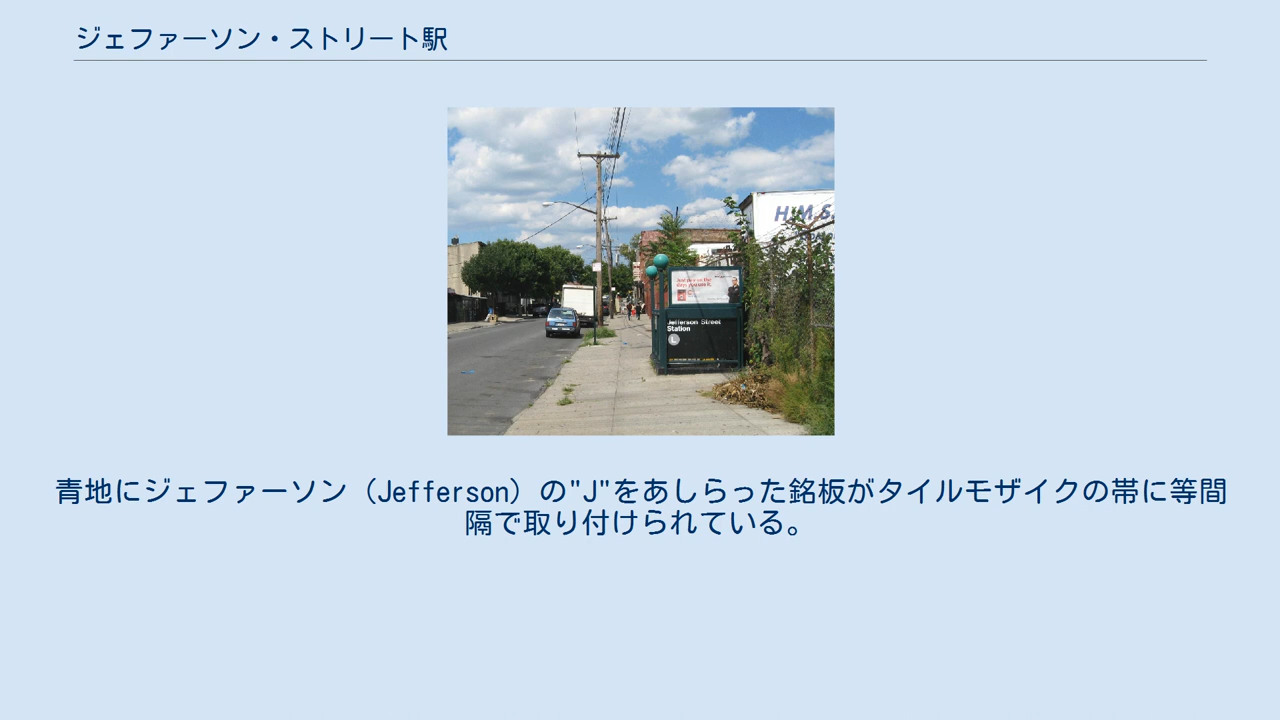 ジェファーソン・ストリート駅
H.M.S.
Jefferson Street
Station
L
青地にジェファーソン（Jefferson）の"J"をあしらった銘板がタイルモザイクの帯に等間
隔で取り付けられている。